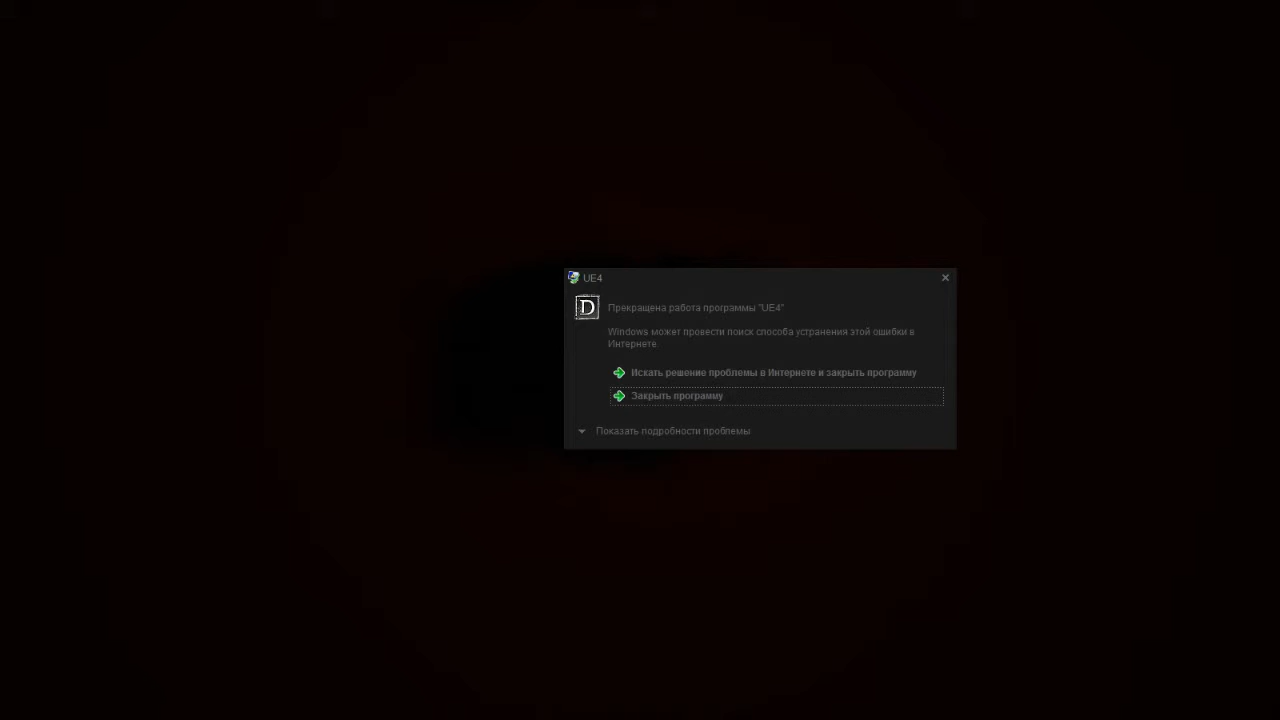 UE4
D
Прекращена работа программы "UE4"
Windows может провести поиск способа устранения этой ошибки в
Интернете.
Искать решение проблемы в Интернете и закрыть программу
Закрыть программу
Показать подробности проблемы